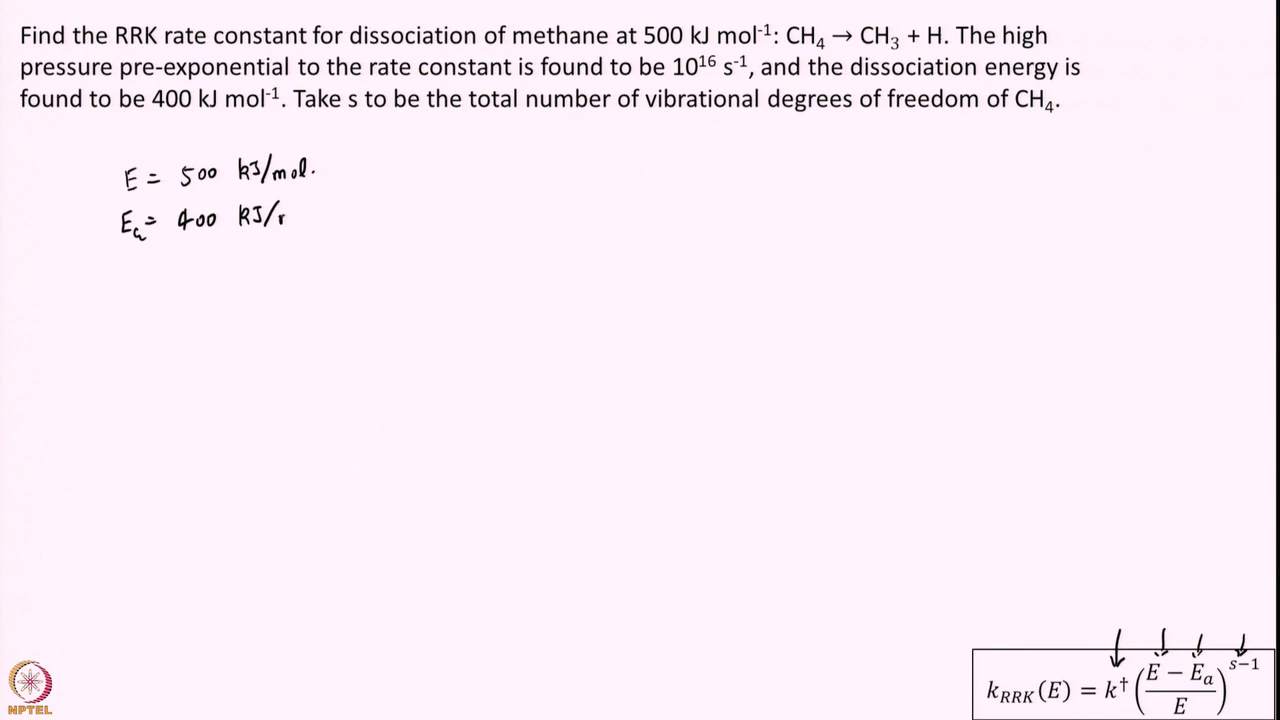 Find the RRK rate constant for dissociation of methane at 500 kJ mol⁻¹: CH₄ → CH₃ + H. The high
pressure pre-exponential to the rate constant is found to be 10¹⁶ s⁻¹, and the dissociation energy is
found to be 400 kJ mol⁻¹. Take s to be the total number of vibrational degrees of freedom of CH₄.
E = 500 kJ/mol.
Eₐ = 400 kJ/
k_RRK(E) = k† ((E − Eₐ)/E)^(s−1)
NPTEL